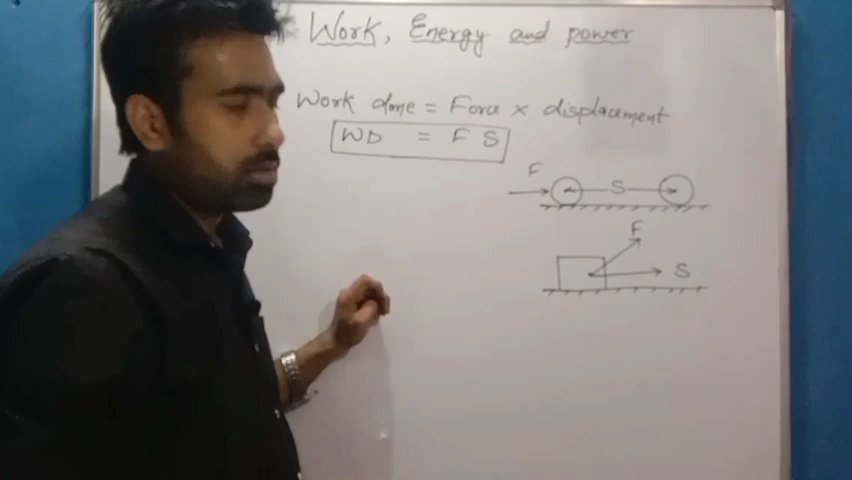 Work, Energy and power
Work done = Force × displacement
WD = F S
F
S
F
S